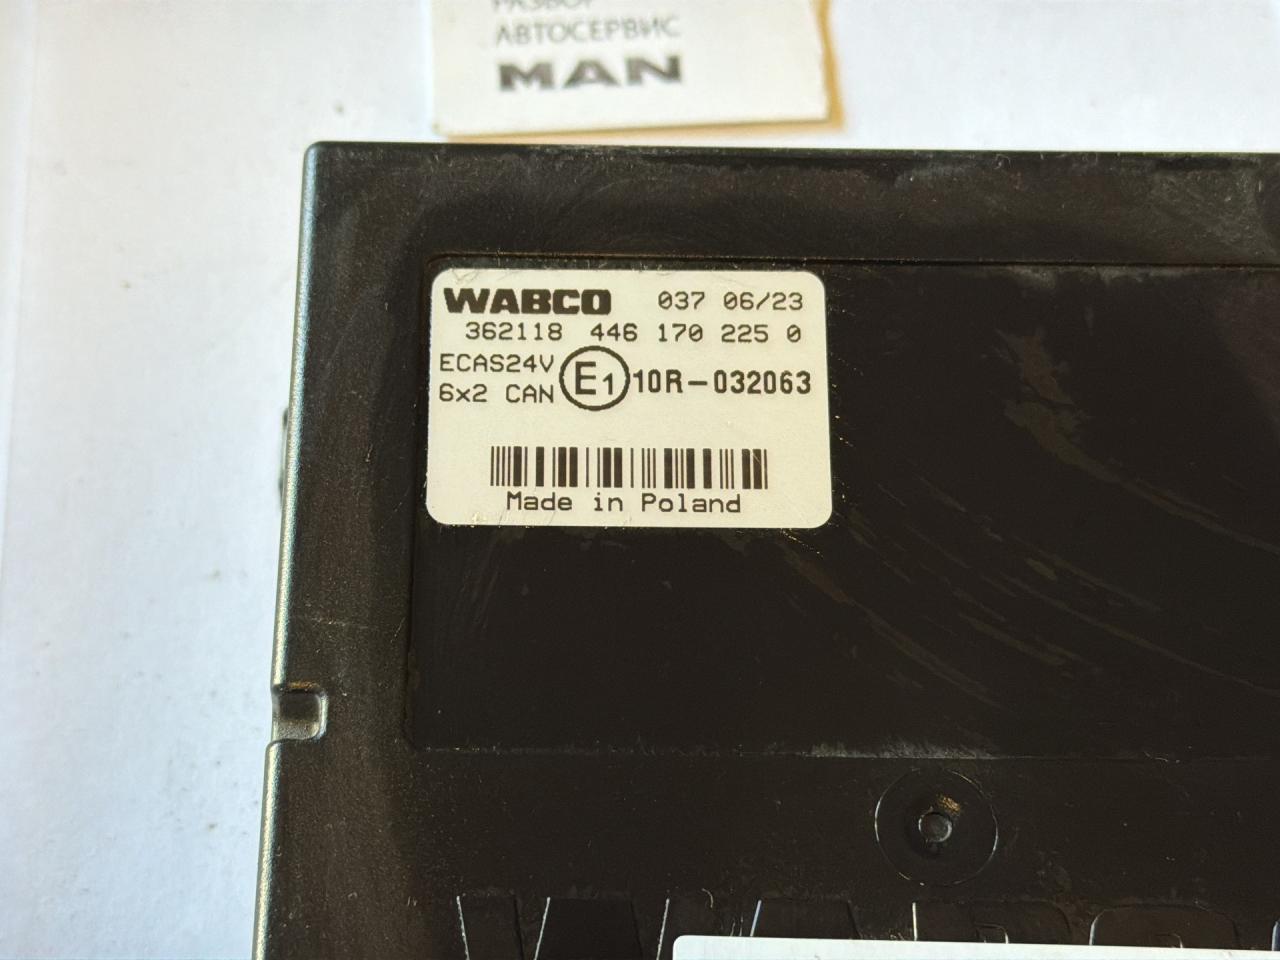 РАЗБОР
АВТОСЕРВИС
MAN
WABCO 037 06/23
362118 446 170 225 0
ECAS24V
6x2 CAN E1 10R-032063
Made in Poland
WABCO